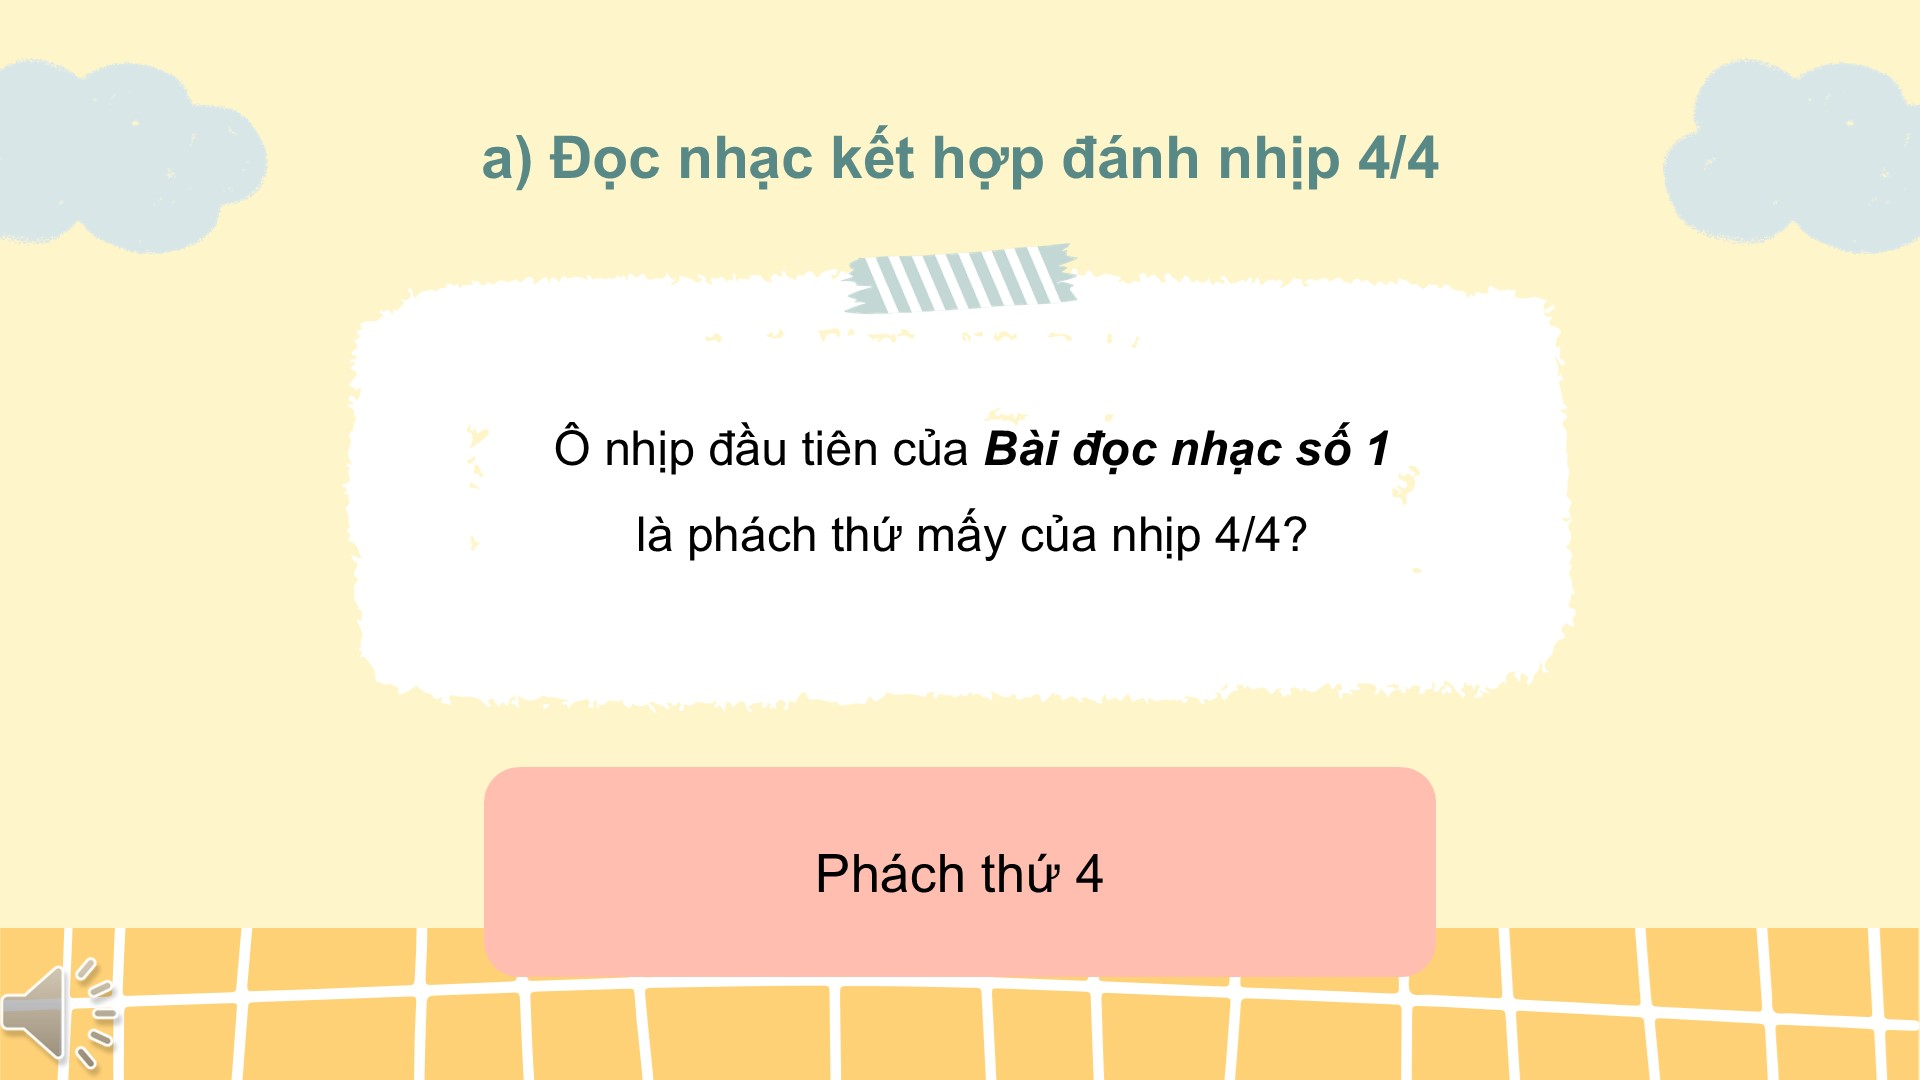 a) Đọc nhạc kết hợp đánh nhịp 4/4
Ô nhịp đầu tiên của Bài đọc nhạc số 1
là phách thứ mấy của nhịp 4/4?
Phách thứ 4